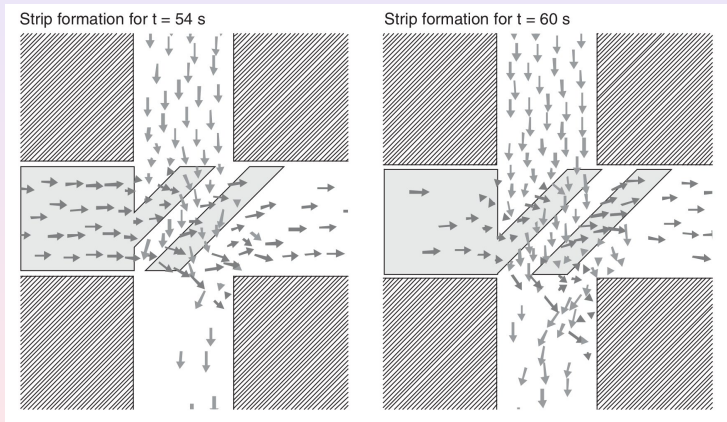 Strip formation for t = 54 s
Strip formation for t = 60 s